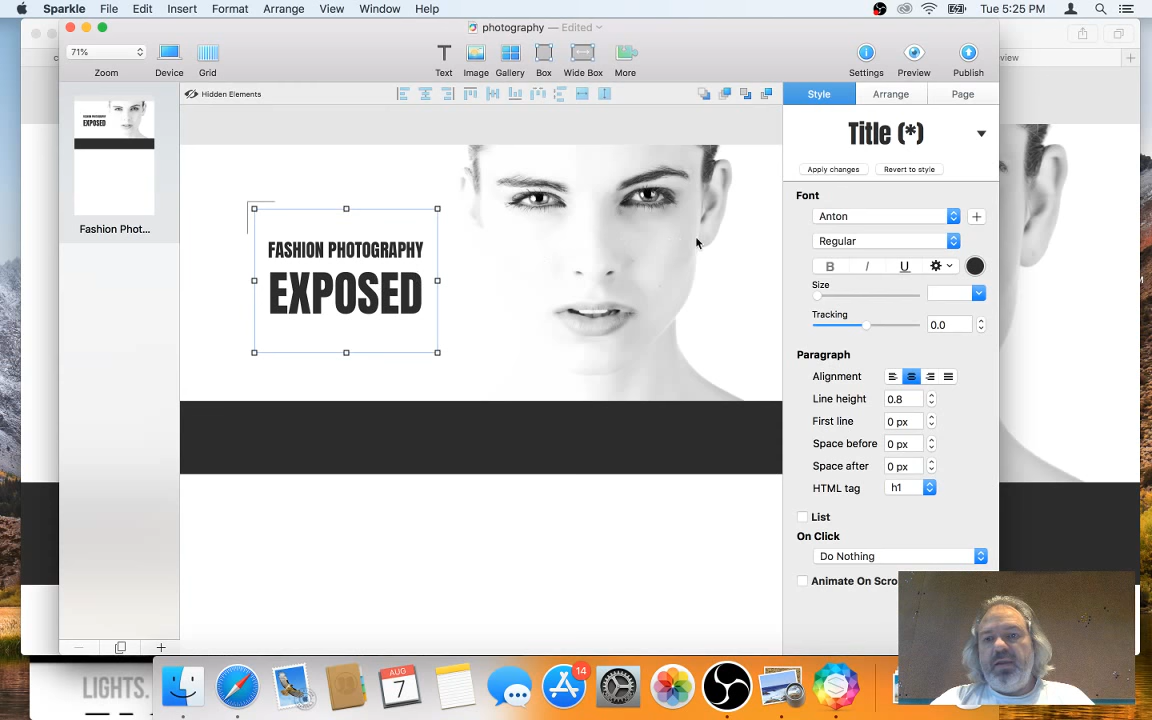 Sparkle File Edit Insert Format Arrange View Window Help
Tue 5:25 PM
photography — Edited
71%
Zoom Device Grid Text Image Gallery Box Wide Box More Settings Preview Publish
Hidden Elements
Style Arrange Page
Title (*)
Apply changes Revert to style
Font
Anton
Regular
B I U
Size
Tracking
0.0
Paragraph
Alignment
Line height 0.8
First line 0 px
Space before 0 px
Space after 0 px
HTML tag h1
List
On Click
Do Nothing
Animate On Scro
FASHION PHOTOGRAPHY
EXPOSED
FASHION PHOTOGRAPHY
EXPOSED
Fashion Phot...
LIGHTS.
AUG
7
14